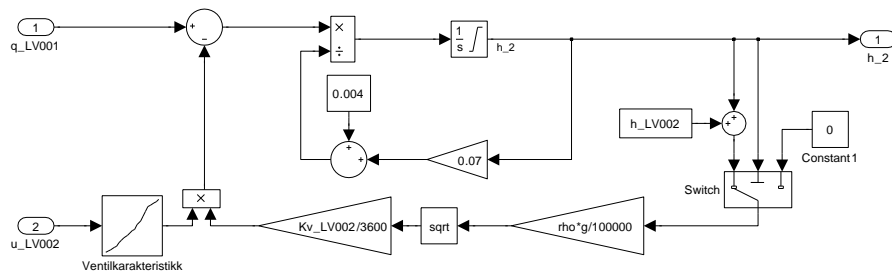 1
q_LV001
+
−
×
÷
1
s
h_2
1
h_2
0.004
+
+
0.07
h_LV002
+
+
0
Constant1
Switch
2
u_LV002
Ventilkarakteristikk
×
Kv_LV002/3600
sqrt
rho*g/100000